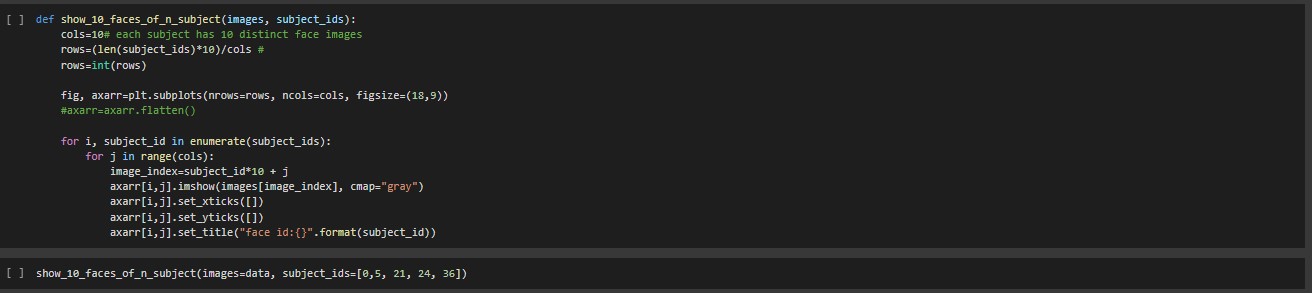 [ ] def show_10_faces_of_n_subject(images, subject_ids):
    cols=10# each subject has 10 distinct face images
    rows=(len(subject_ids)*10)/cols #
    rows=int(rows)

    fig, axarr=plt.subplots(nrows=rows, ncols=cols, figsize=(18,9))
    #axarr=axarr.flatten()

    for i, subject_id in enumerate(subject_ids):
        for j in range(cols):
            image_index=subject_id*10 + j
            axarr[i,j].imshow(images[image_index], cmap="gray")
            axarr[i,j].set_xticks([])
            axarr[i,j].set_yticks([])
            axarr[i,j].set_title("face id:{}".format(subject_id))

[ ] show_10_faces_of_n_subject(images=data, subject_ids=[0,5, 21, 24, 36])